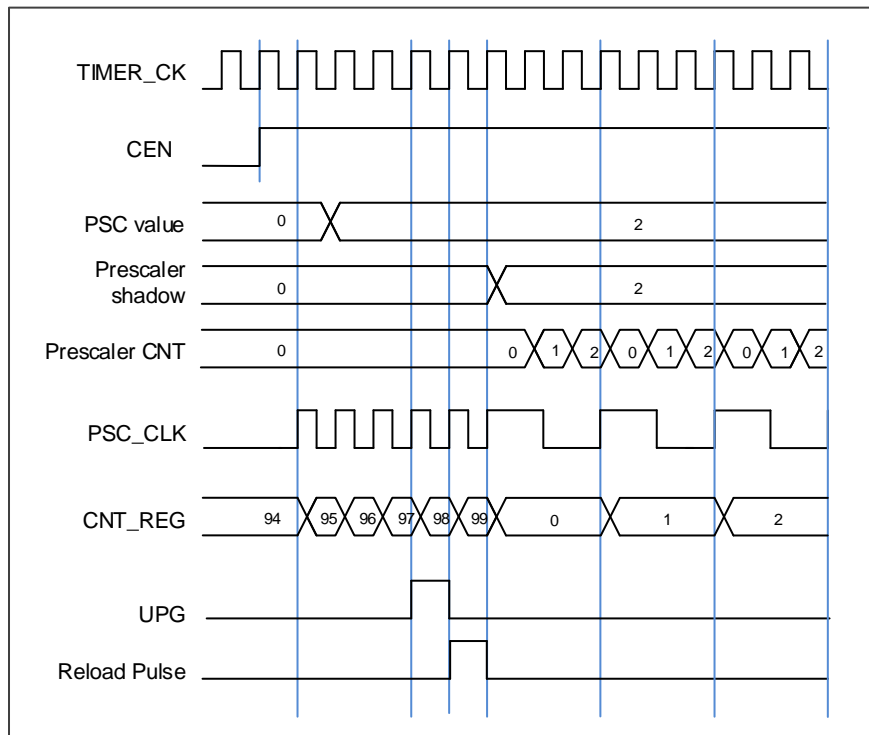 TIMER_CK
CEN
PSC value 0 2
Prescaler
shadow 0 2
Prescaler CNT 0 0 1 2 0 1 2 0 1 2
PSC_CLK
CNT_REG 94 95 96 97 98 99 0 1 2
UPG
Reload Pulse